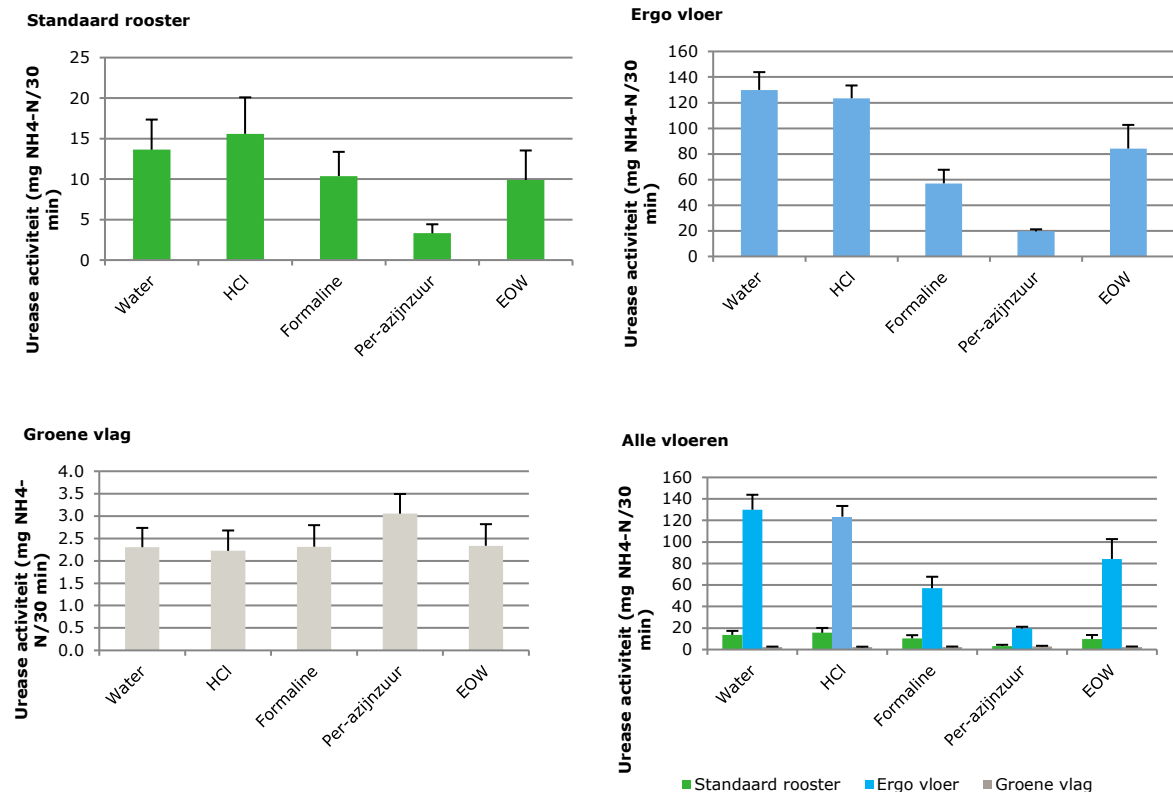 Standaard rooster
Urease activiteit (mg NH4-N/30
min)
25
20
15
10
5
0
Water
HCl
Formaline
Per-azijnzuur
EOW
Ergo vloer
Urease activiteit (mg NH4-N/30
min)
160
140
120
100
80
60
40
20
0
Water
HCl
Formaline
Per-azijnzuur
EOW
Groene vlag
Urease activiteit (mg NH4-
N/30 min)
4.0
3.5
3.0
2.5
2.0
1.5
1.0
0.5
0.0
Water
HCl
Formaline
Per-azijnzuur
EOW
Alle vloeren
Urease activiteit (mg NH4-N/30
min)
160
140
120
100
80
60
40
20
0
Water
HCl
Formaline
Per-azijnzuur
EOW
Standaard rooster Ergo vloer Groene vlag